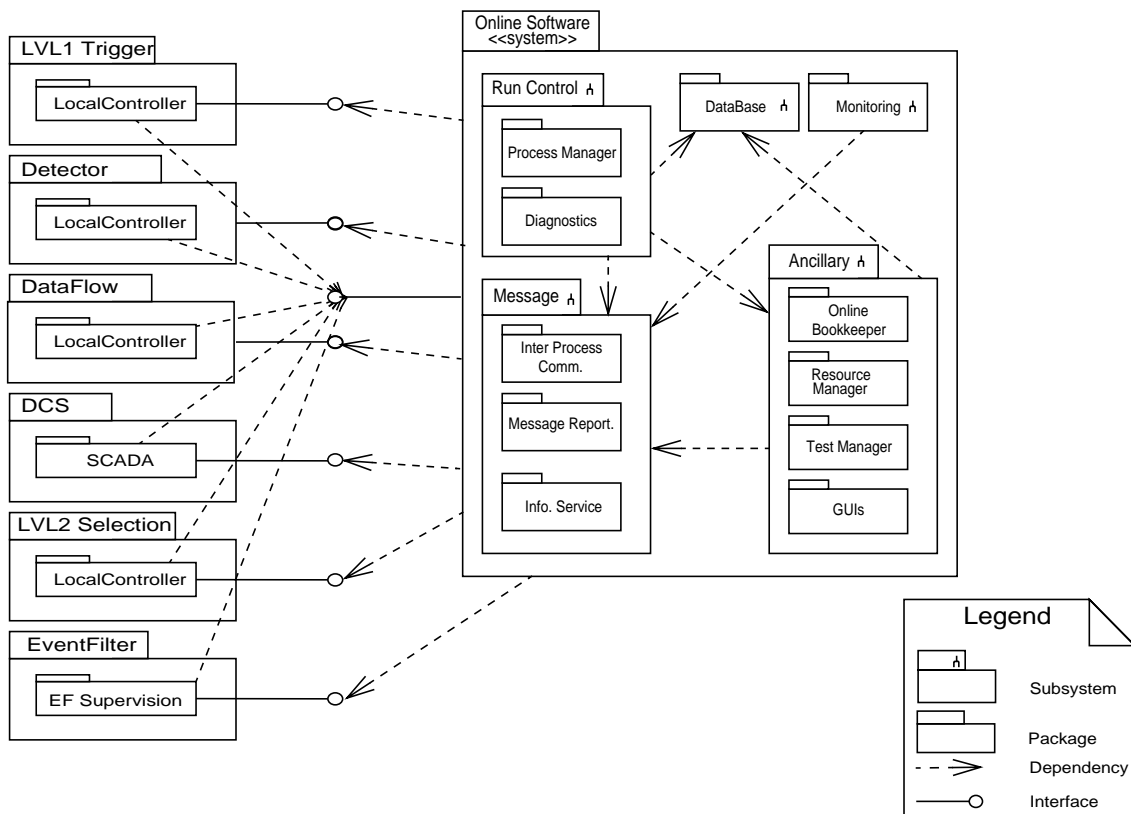 Online Software
<<system>>
LVL1 Trigger
LocalController
Detector
LocalController
DataFlow
LocalController
DCS
SCADA
LVL2 Selection
LocalController
EventFilter
EF Supervision
Run Control
Process Manager
Diagnostics
DataBase
Monitoring
Message
Inter Process
Comm.
Message Report.
Info. Service
Ancillary
Online
Bookkeeper
Resource
Manager
Test Manager
GUIs
Legend
Subsystem
Package
Dependency
Interface